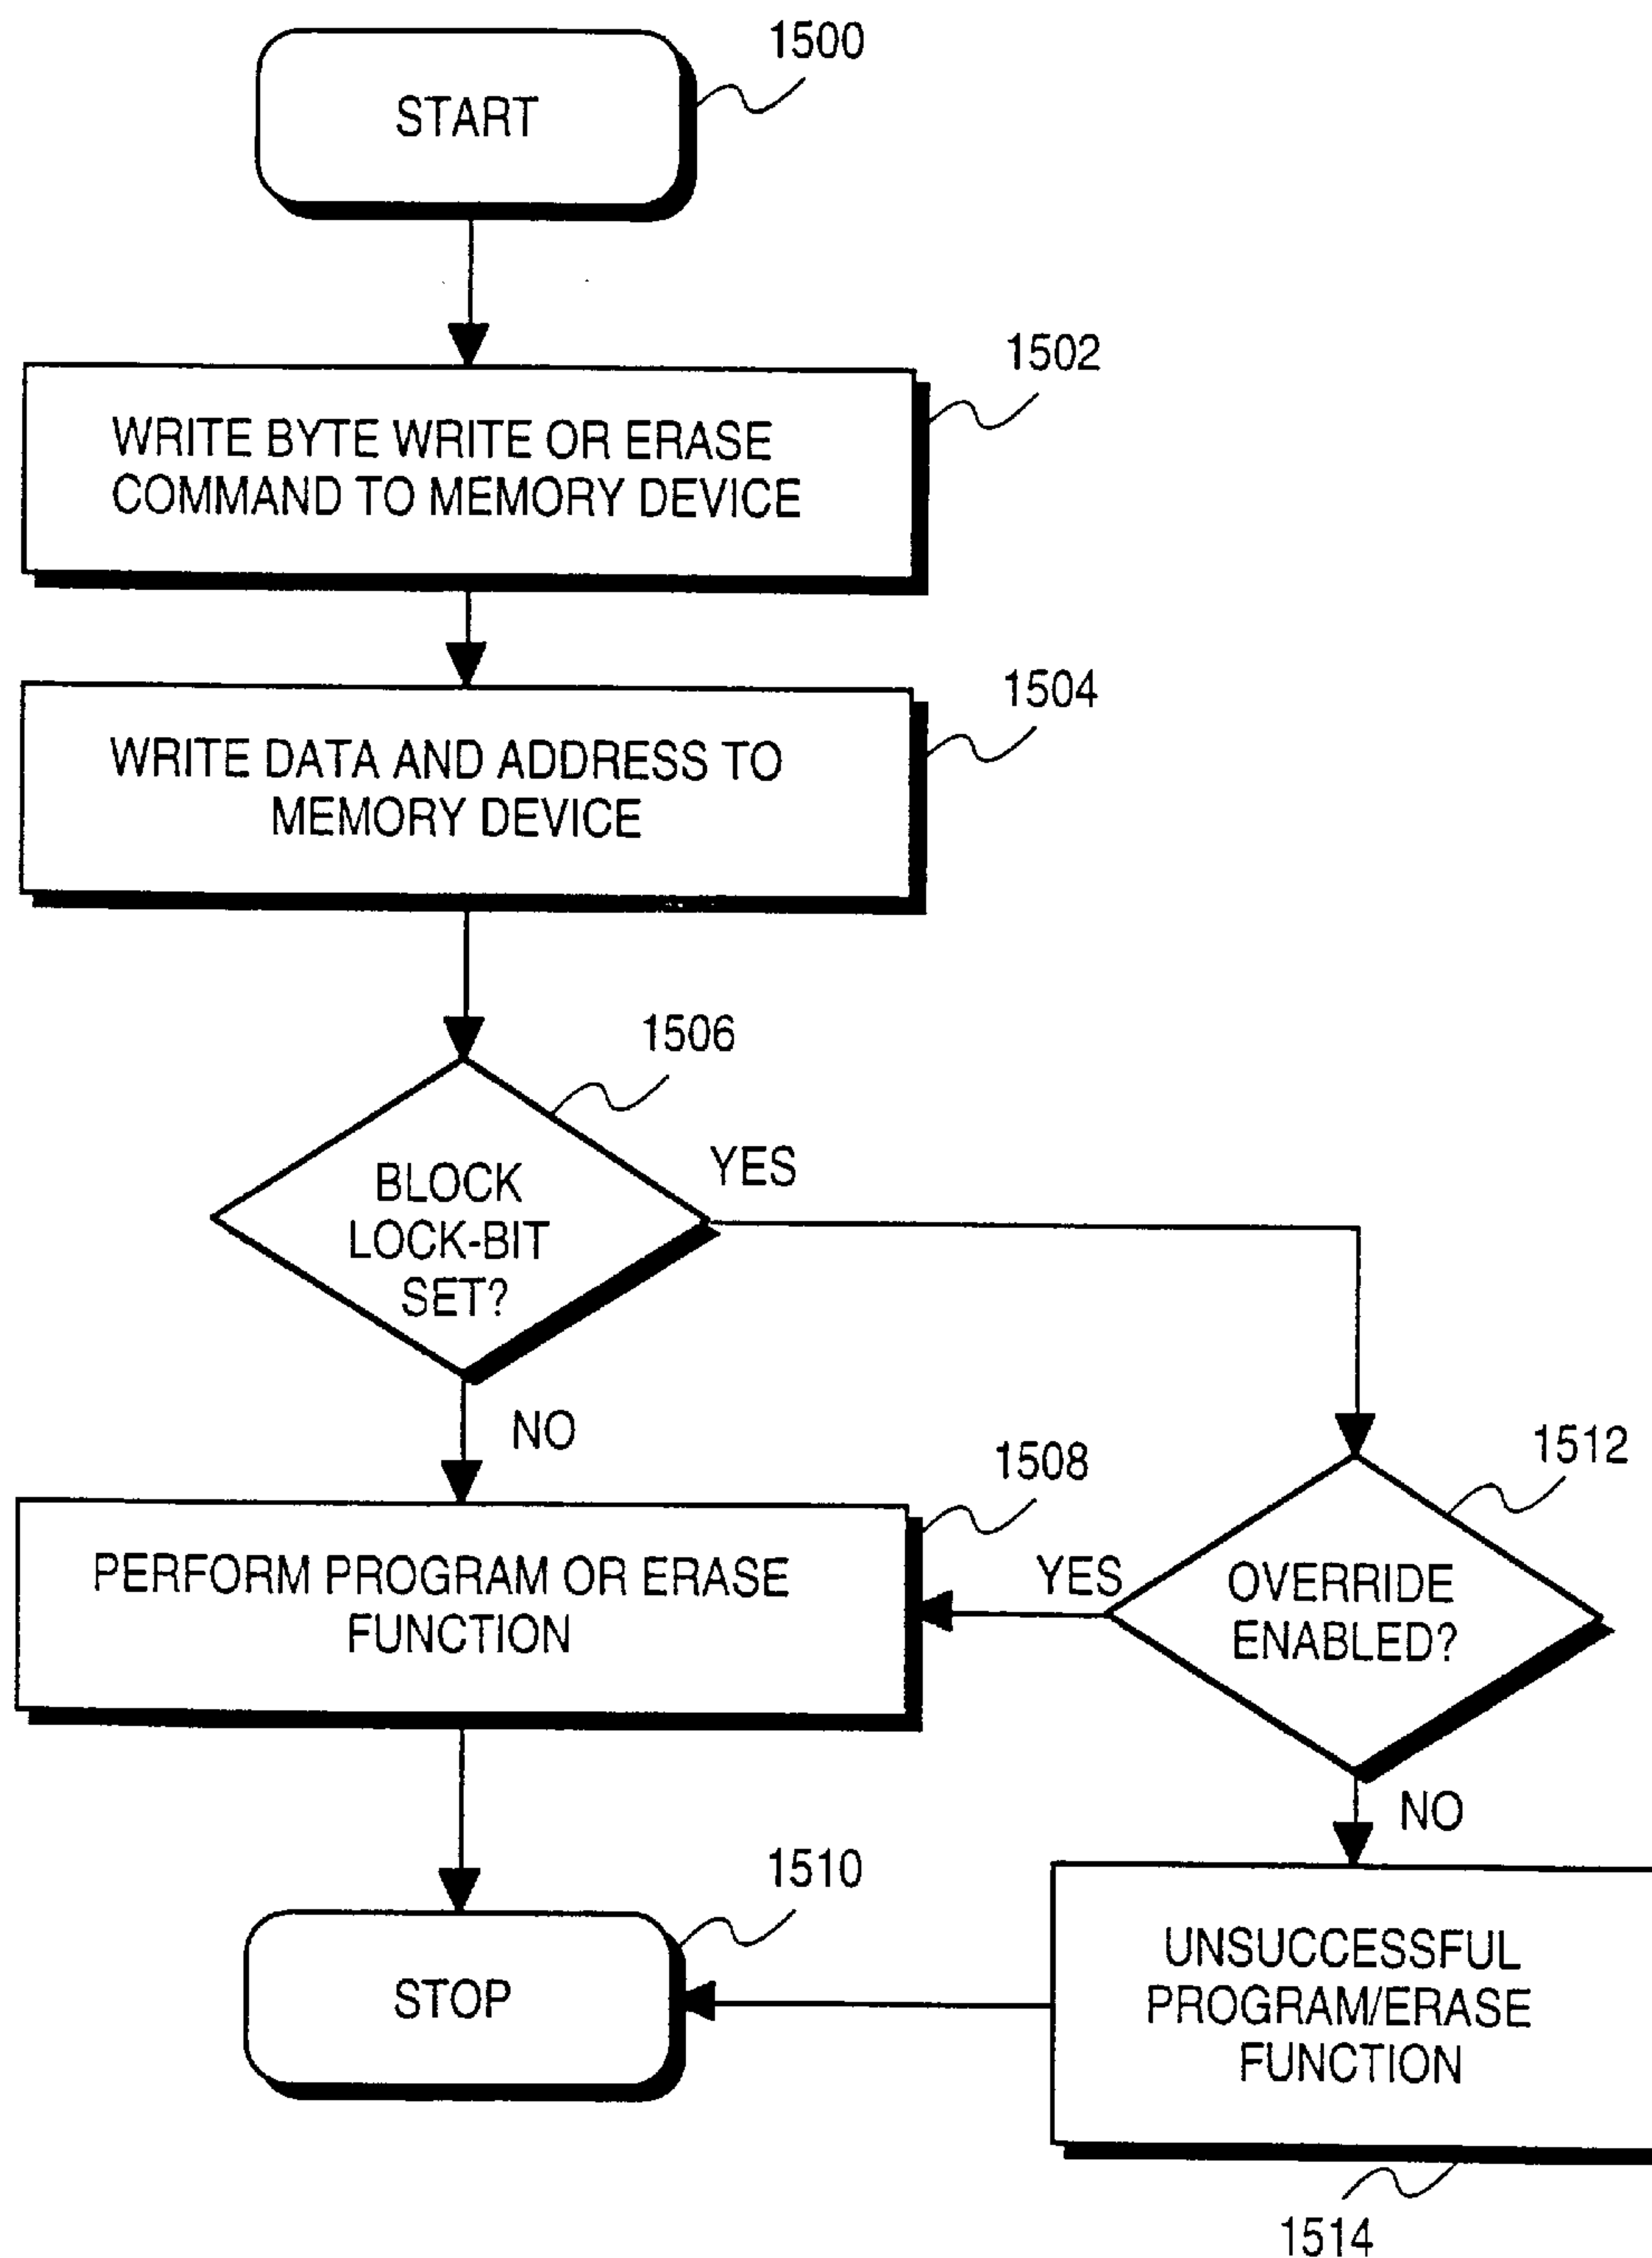 1500
START
1502
WRITE BYTE WRITE OR ERASE
COMMAND TO MEMORY DEVICE
1504
WRITE DATA AND ADDRESS TO
MEMORY DEVICE
1506
BLOCK
LOCK-BIT
SET?
YES
NO
1508
PERFORM PROGRAM OR ERASE
FUNCTION
YES
1512
OVERRIDE
ENABLED?
NO
1510
STOP
UNSUCCESSFUL
PROGRAM/ERASE
FUNCTION
1514